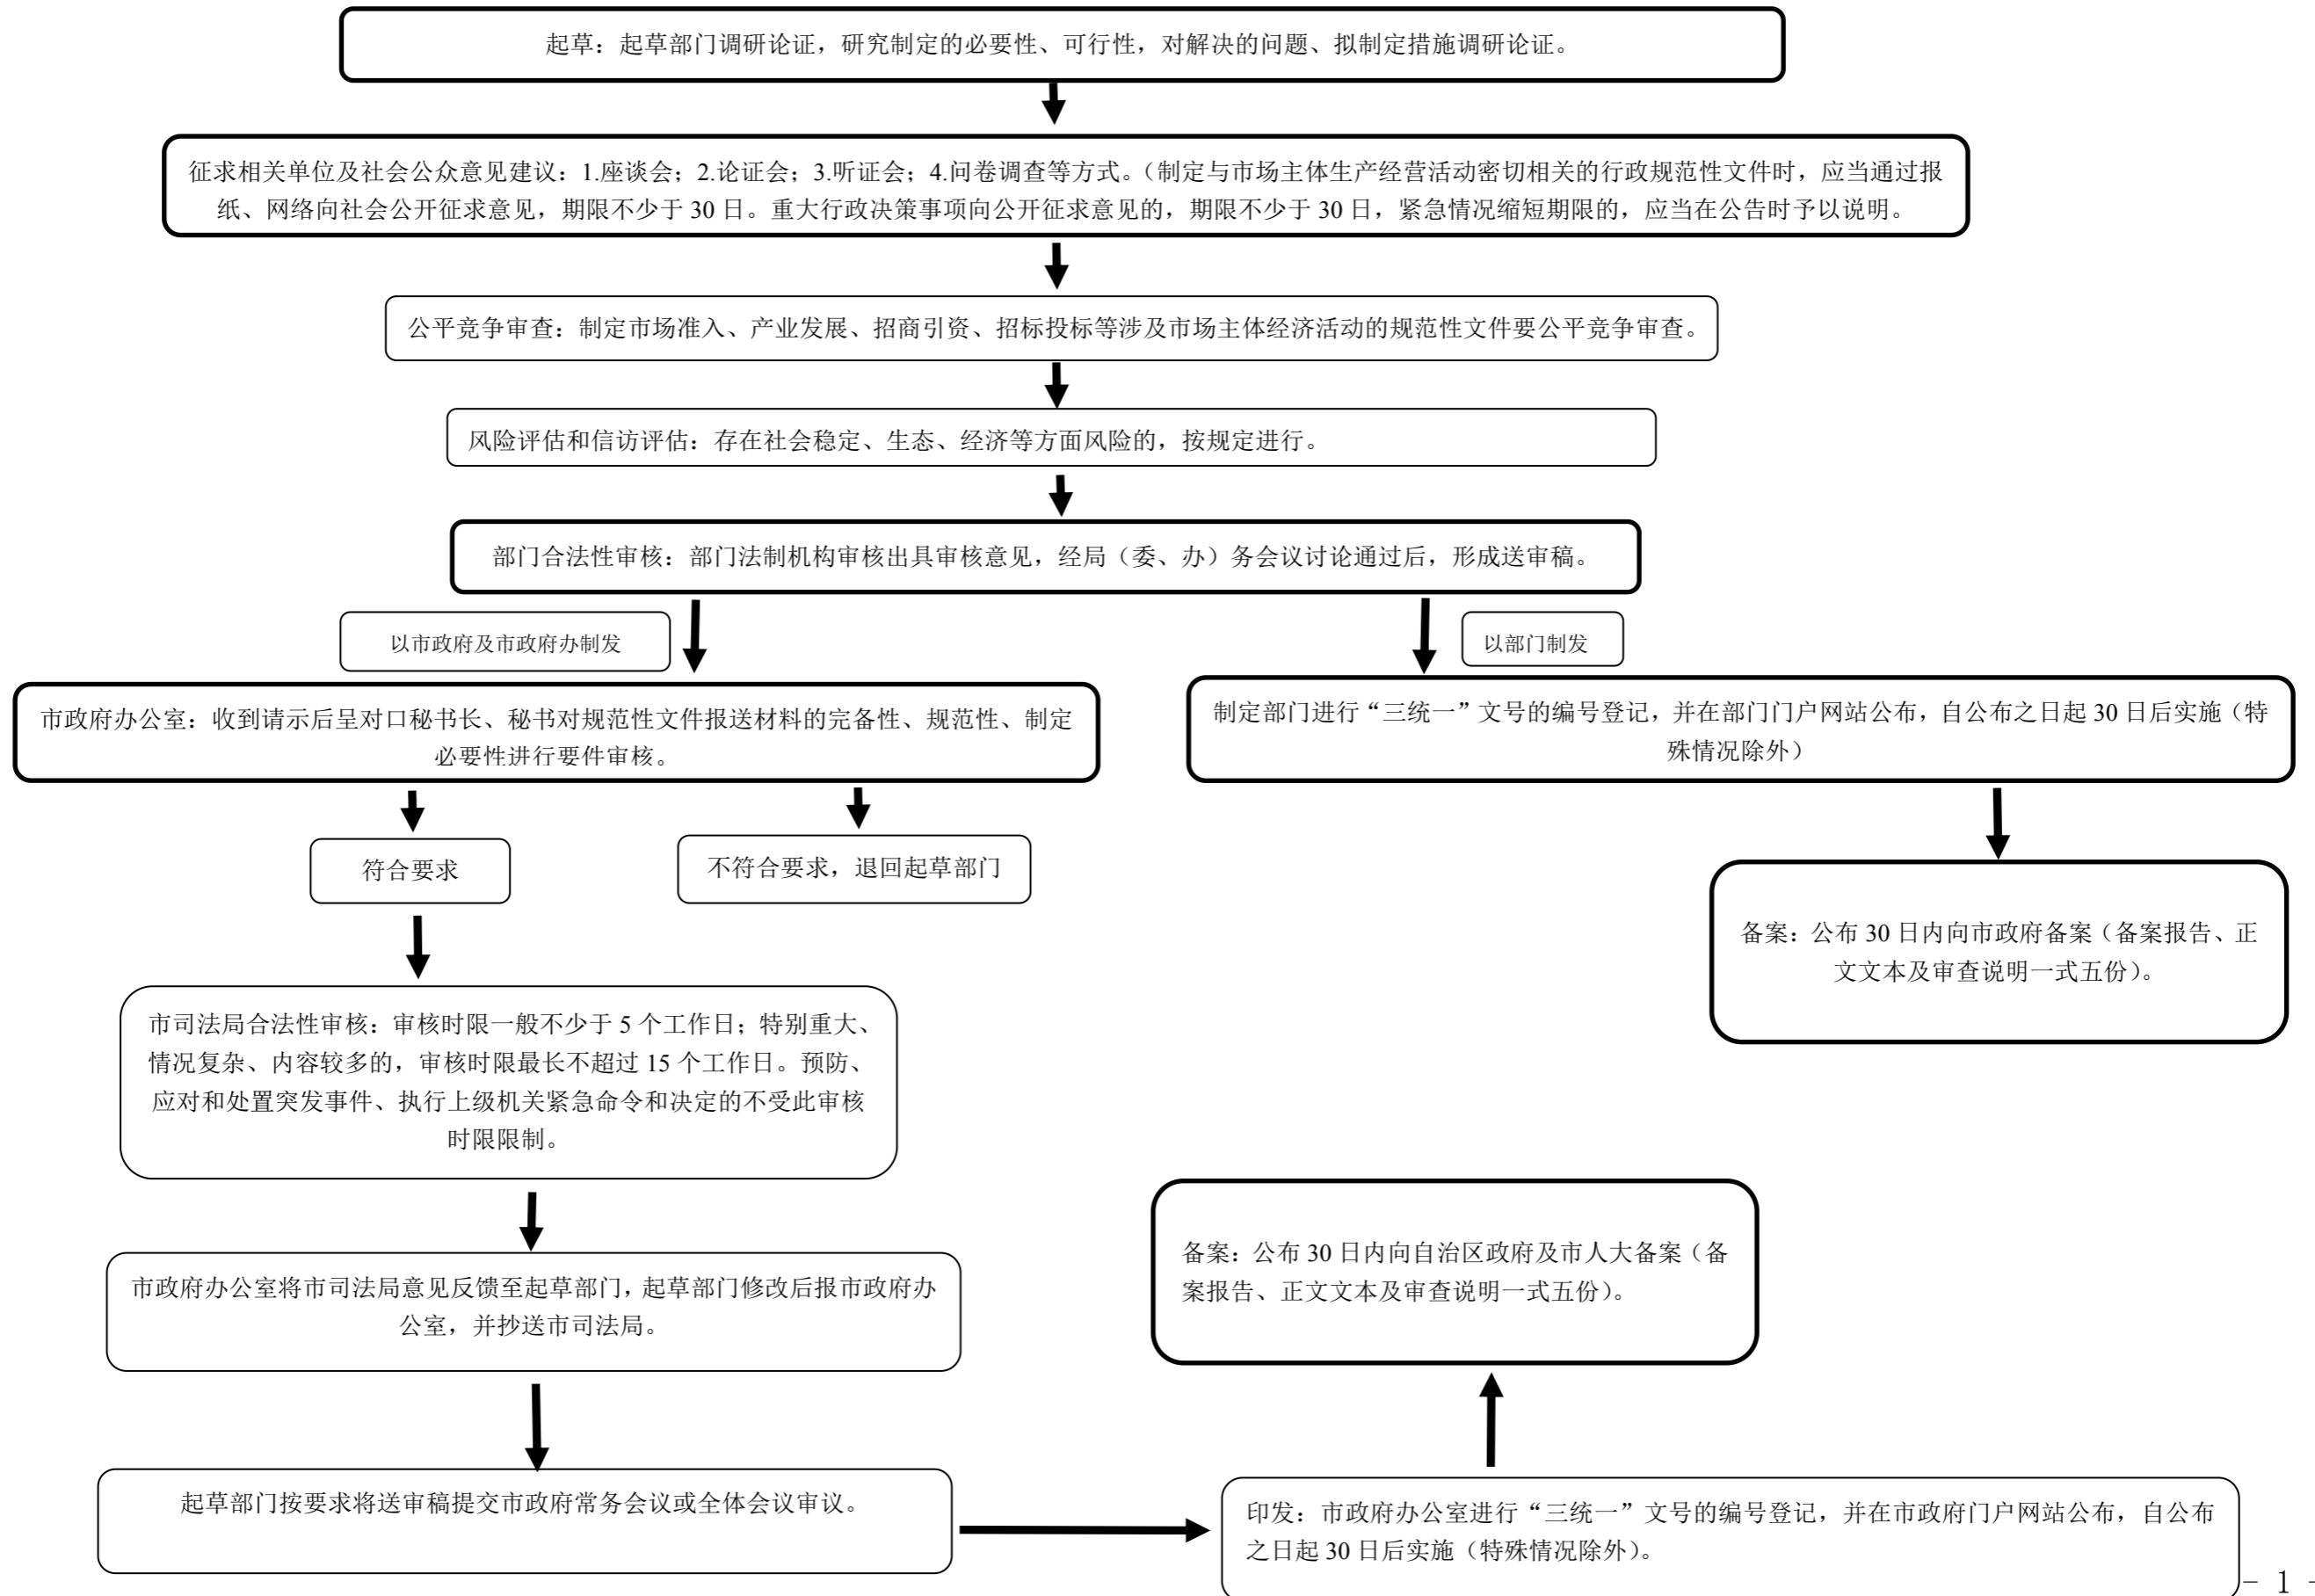 起草：起草部门调研论证，研究制定的必要性、可行性，对解决的问题、拟制定措施调研论证。
征求相关单位及社会公众意见建议：1.座谈会；2.论证会；3.听证会；4.问卷调查等方式。（制定与市场主体生产经营活动密切相关的行政规范性文件时，应当通过报
纸、网络向社会公开征求意见，期限不少于 30 日。重大行政决策事项向公开征求意见的，期限不少于 30 日，紧急情况缩短期限的，应当在公告时予以说明。
公平竞争审查：制定市场准入、产业发展、招商引资、招标投标等涉及市场主体经济活动的规范性文件要公平竞争审查。
风险评估和信访评估：存在社会稳定、生态、经济等方面风险的，按规定进行。
部门合法性审核：部门法制机构审核出具审核意见，经局（委、办）务会议讨论通过后，形成送审稿。
以市政府及市政府办制发
以部门制发
市政府办公室：收到请示后呈对口秘书长、秘书对规范性文件报送材料的完备性、规范性、制定
必要性进行要件审核。
制定部门进行“三统一”文号的编号登记，并在部门门户网站公布，自公布之日起 30 日后实施（特
殊情况除外）
符合要求
不符合要求，退回起草部门
备案：公布 30 日内向市政府备案（备案报告、正
文文本及审查说明一式五份）。
市司法局合法性审核：审核时限一般不少于 5 个工作日；特别重大、
情况复杂、内容较多的，审核时限最长不超过 15 个工作日。预防、
应对和处置突发事件、执行上级机关紧急命令和决定的不受此审核
时限限制。
市政府办公室将市司法局意见反馈至起草部门，起草部门修改后报市政府办
公室，并抄送市司法局。
备案：公布 30 日内向自治区政府及市人大备案（备
案报告、正文文本及审查说明一式五份）。
起草部门按要求将送审稿提交市政府常务会议或全体会议审议。
印发：市政府办公室进行“三统一”文号的编号登记，并在市政府门户网站公布，自公布
之日起 30 日后实施（特殊情况除外）。
- 1 -